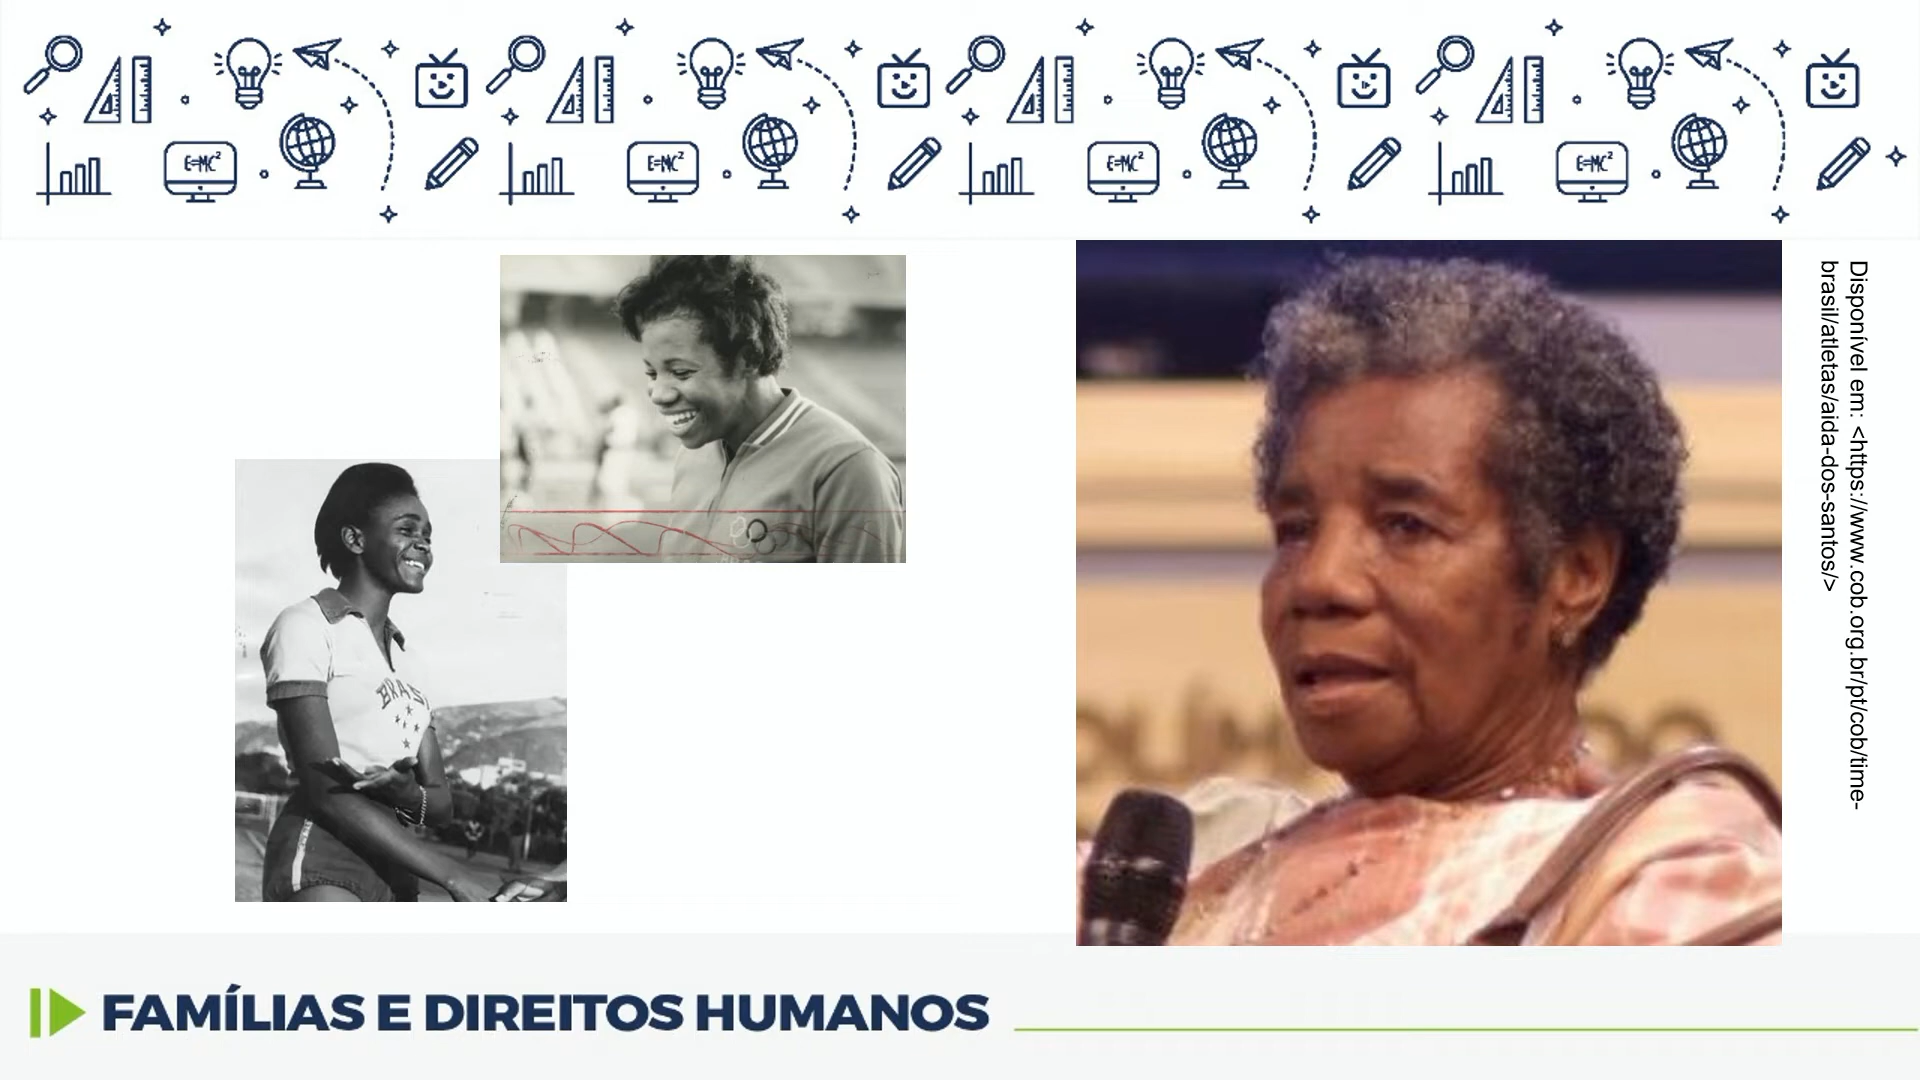 E=MC²
E=MC²
E=MC²
E=MC²
BRASI
Disponível em: <https://www.cob.org.br/pt/cob/time-
brasil/atletas/aida-dos-santos/>
FAMÍLIAS E DIREITOS HUMANOS